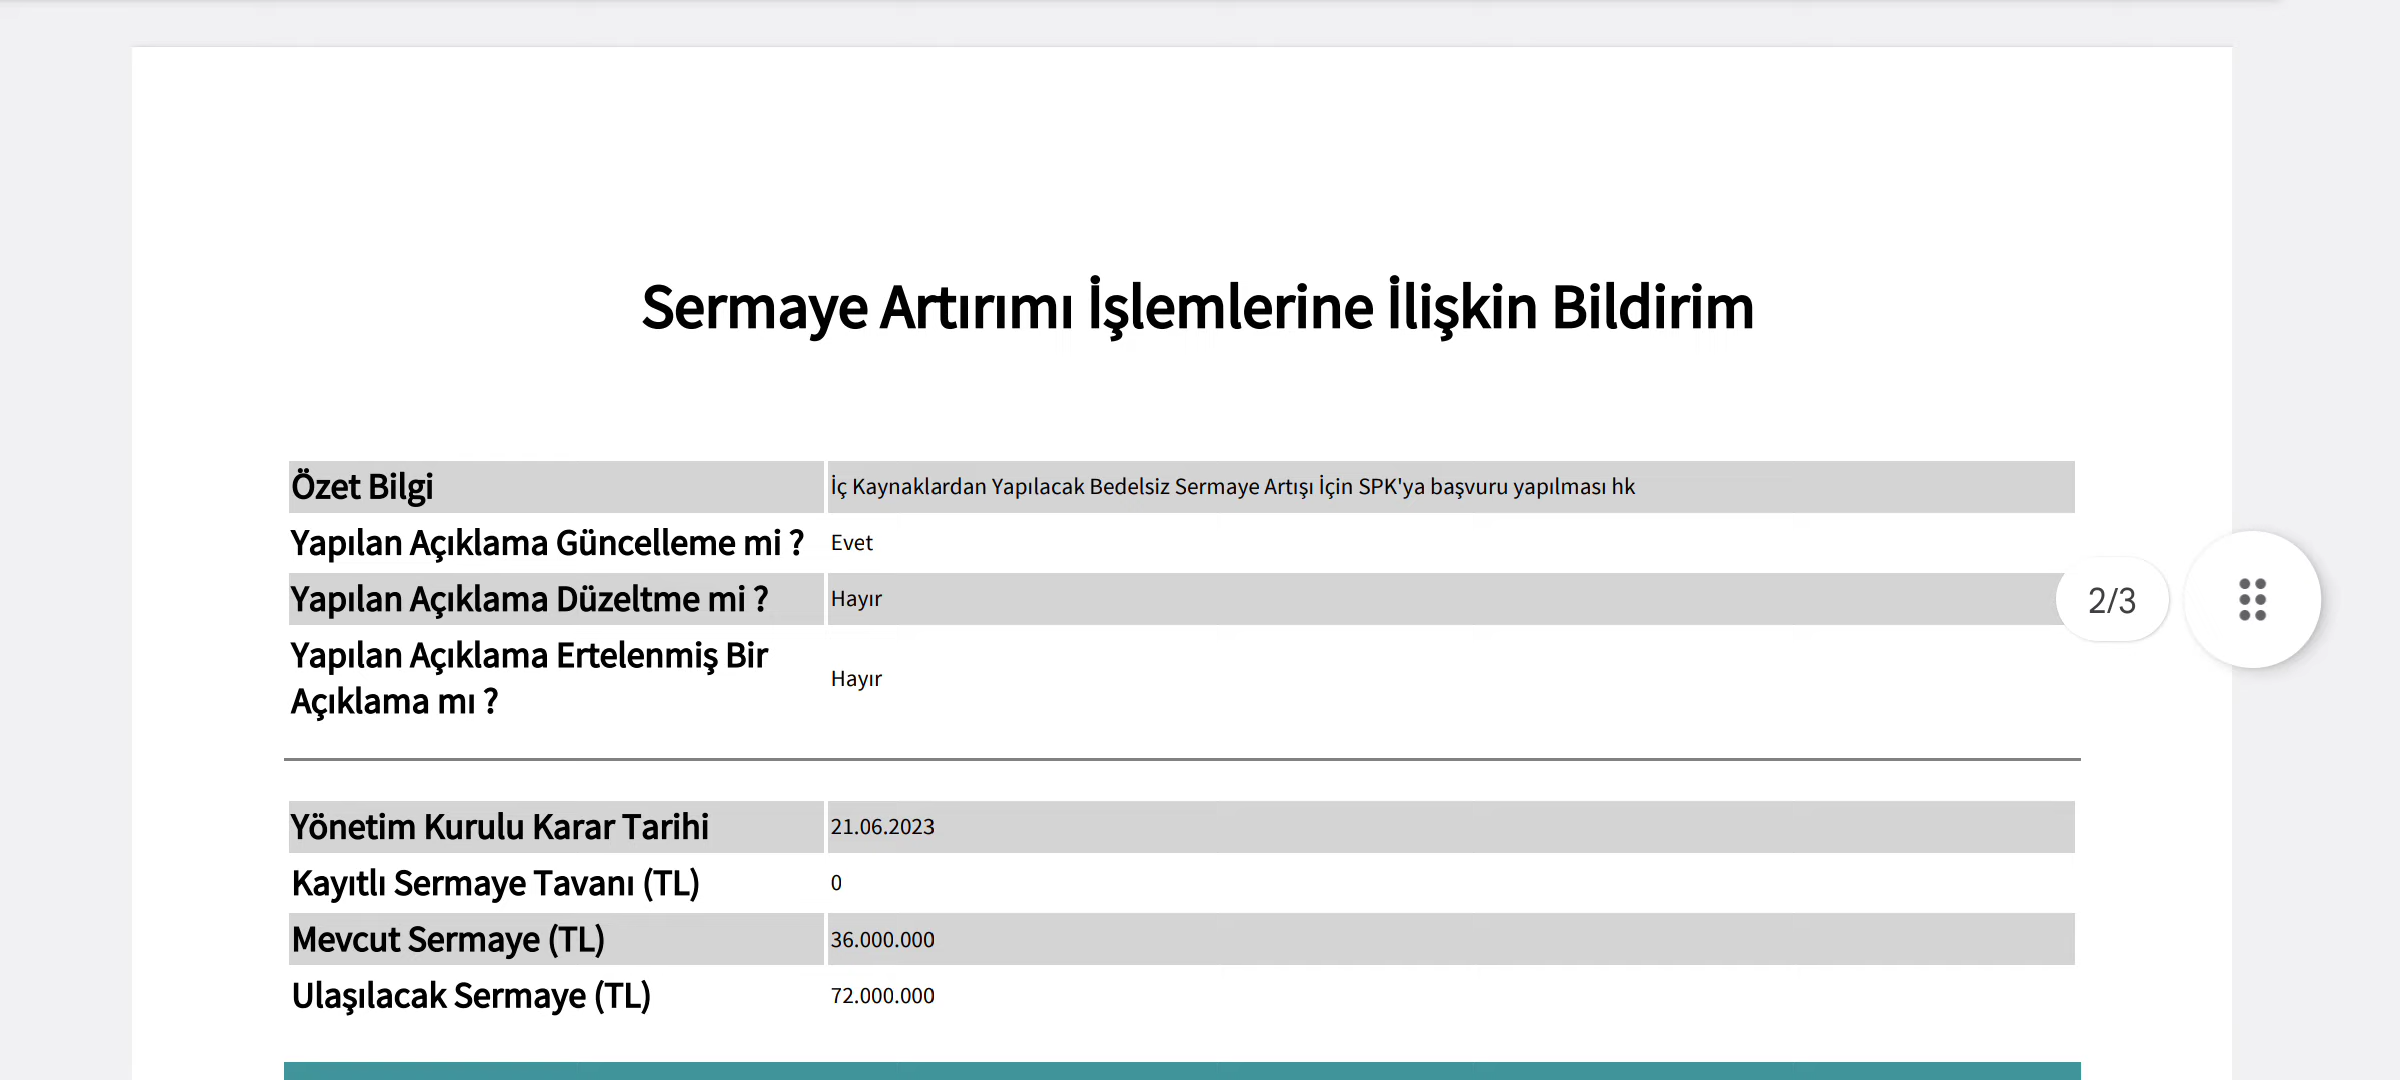 Sermaye Artırımı İşlemlerine İlişkin Bildirim
Özet Bilgi
İç Kaynaklardan Yapılacak Bedelsiz Sermaye Artışı İçin SPK'ya başvuru yapılması hk
Yapılan Açıklama Güncelleme mi ?
Evet
Yapılan Açıklama Düzeltme mi ?
Hayır
Yapılan Açıklama Ertelenmiş Bir
Açıklama mı ?
Hayır
2/3
Yönetim Kurulu Karar Tarihi
21.06.2023
Kayıtlı Sermaye Tavanı (TL)
0
Mevcut Sermaye (TL)
36.000.000
Ulaşılacak Sermaye (TL)
72.000.000